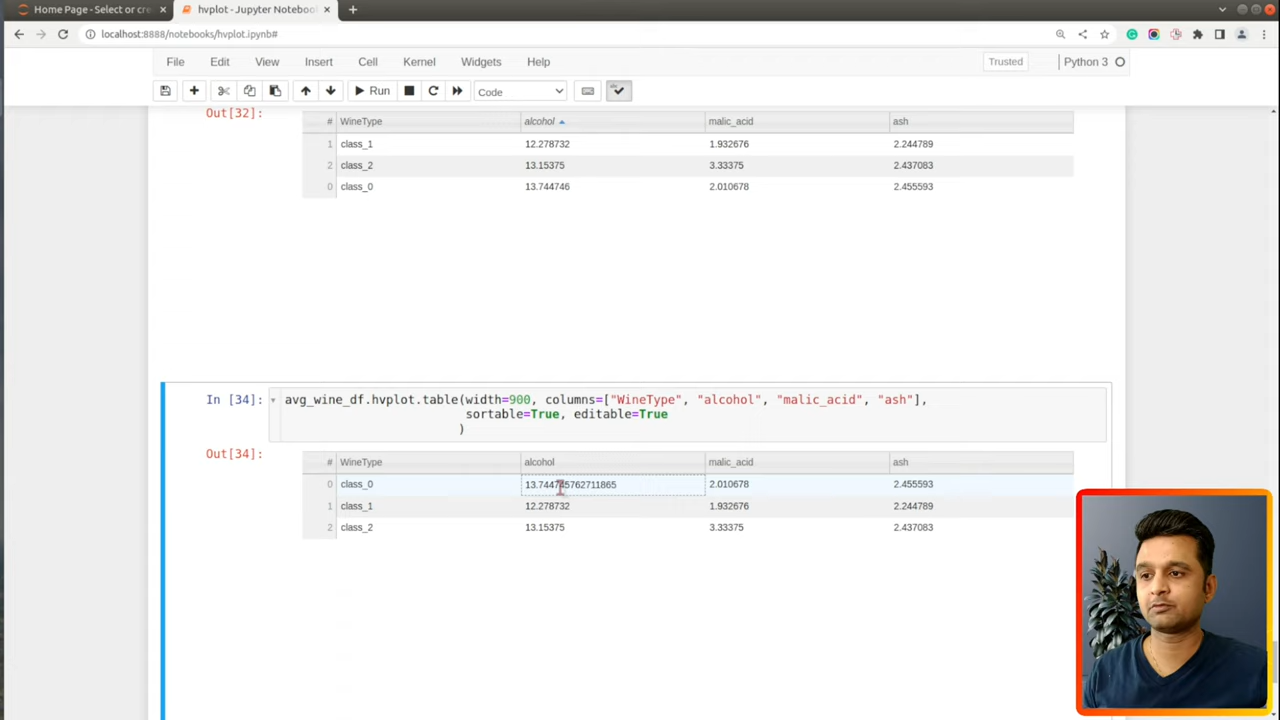 Home Page - Select or cre
hvplot - Jupyter Notebook
localhost:8888/notebooks/hvplot.ipynb#
File Edit View Insert Cell Kernel Widgets Help
Trusted Python 3
Run Code
Out[32]:
# WineType alcohol malic_acid ash
1 class_1 12.278732 1.932676 2.244789
2 class_2 13.15375 3.33375 2.437083
0 class_0 13.744746 2.010678 2.455593
In [34]: avg_wine_df.hvplot.table(width=900, columns=["WineType", "alcohol", "malic_acid", "ash"],
sortable=True, editable=True
)
Out[34]:
# WineType alcohol malic_acid ash
0 class_0 13.744745762711865 2.010678 2.455593
1 class_1 12.278732 1.932676 2.244789
2 class_2 13.15375 3.33375 2.437083